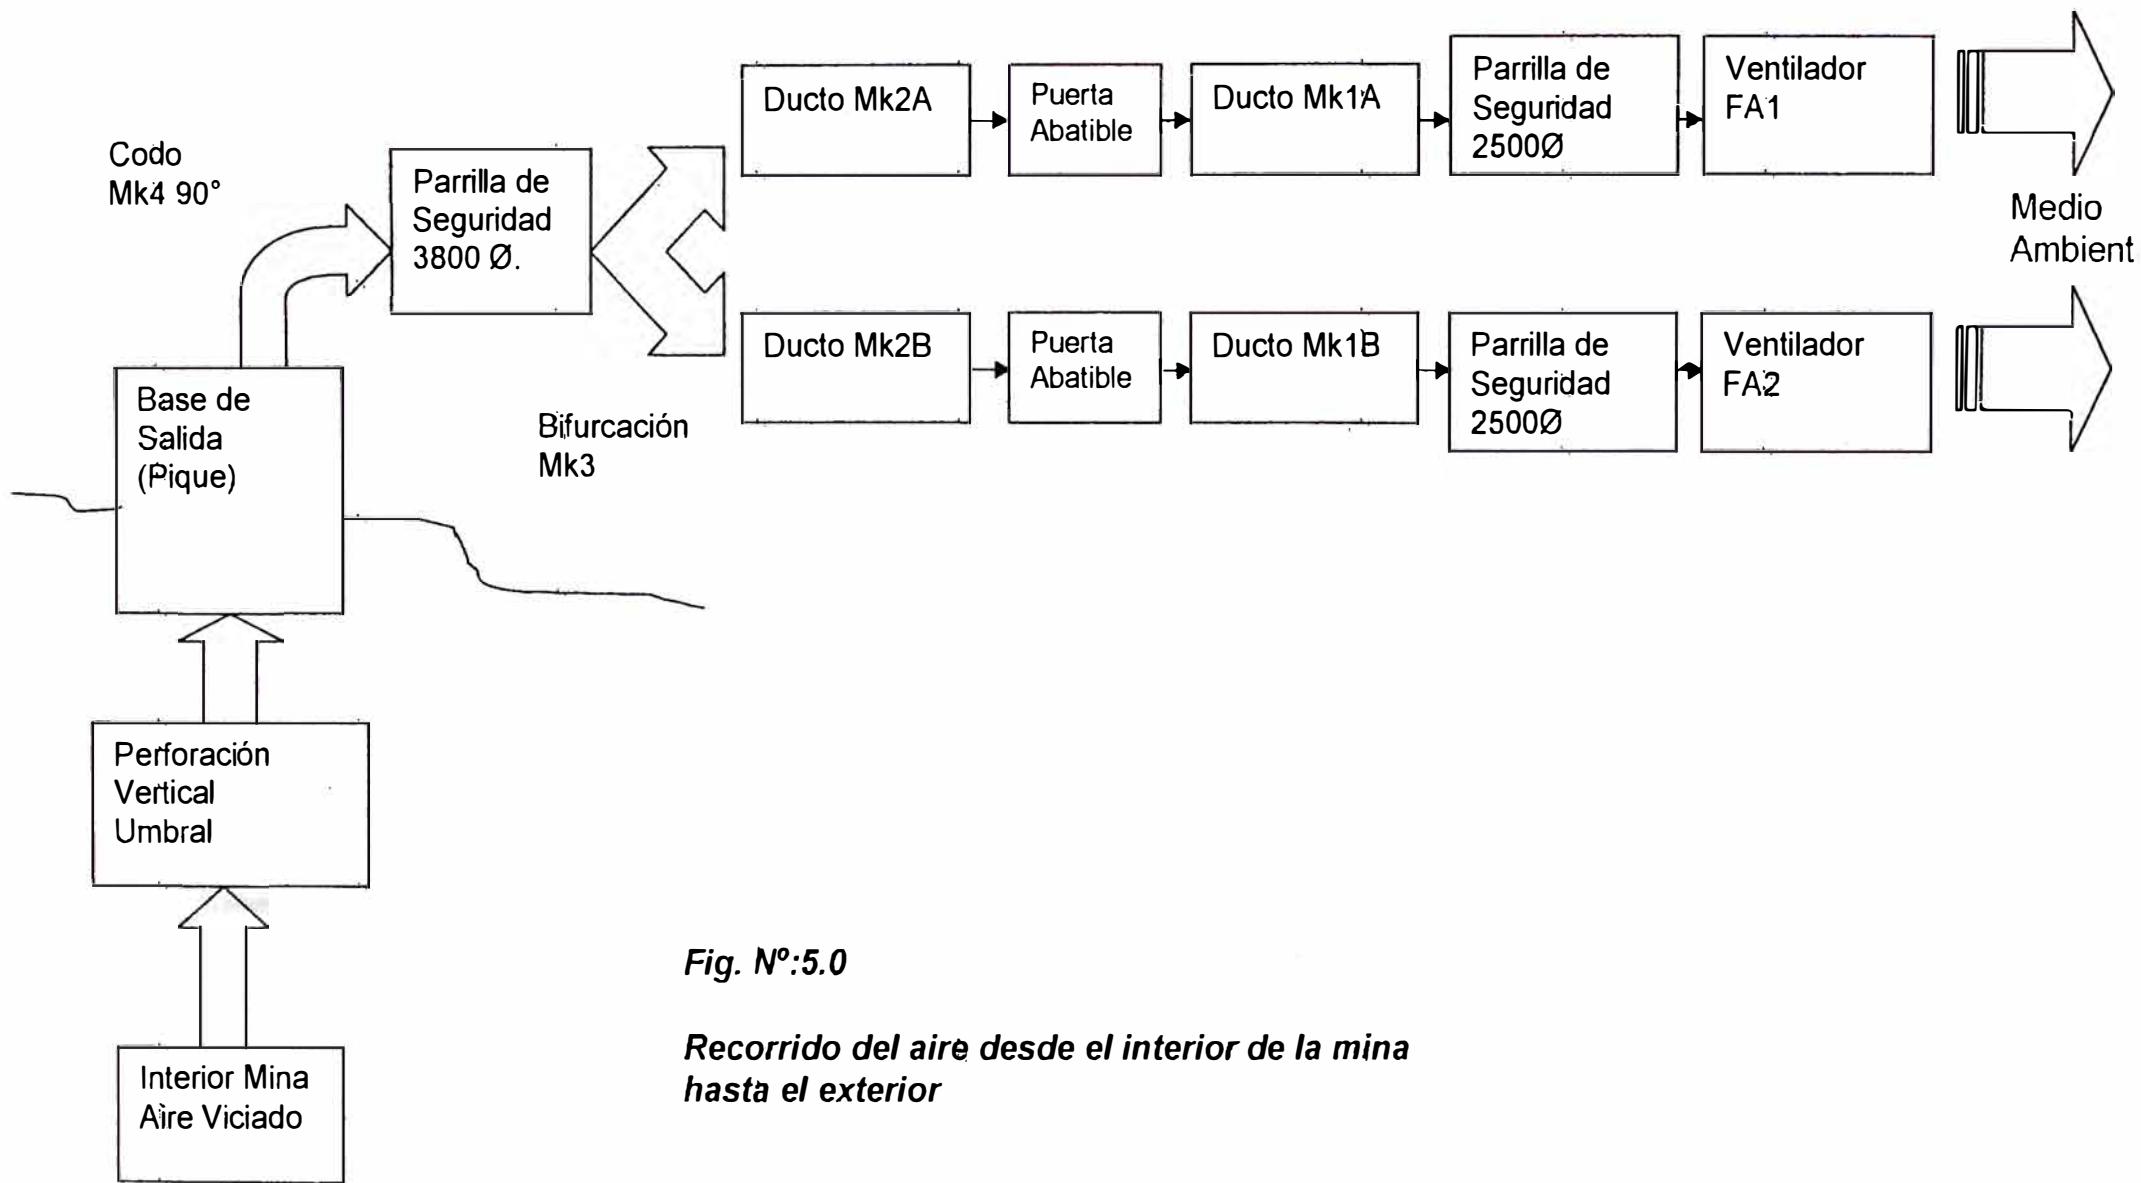 Codo
Mk4 90°
Parrilla de
Seguridad
3800 Ø.
Ducto Mk2A
Puerta
Abatible
Ducto Mk1A
Parrilla de
Seguridad
2500Ø
Ventilador
FA1
Medio
Ambient
Ducto Mk2B
Puerta
Abatible
Ducto Mk1B
Parrilla de
Seguridad
2500Ø
Ventilador
FA2
Base de
Salida
(Pique)
Bifurcación
Mk3
Perforación
Vertical
Umbral
Interior Mina
Aire Viciado
Fig. Nº:5.0
Recorrido del aire desde el interior de la mina
hasta el exterior